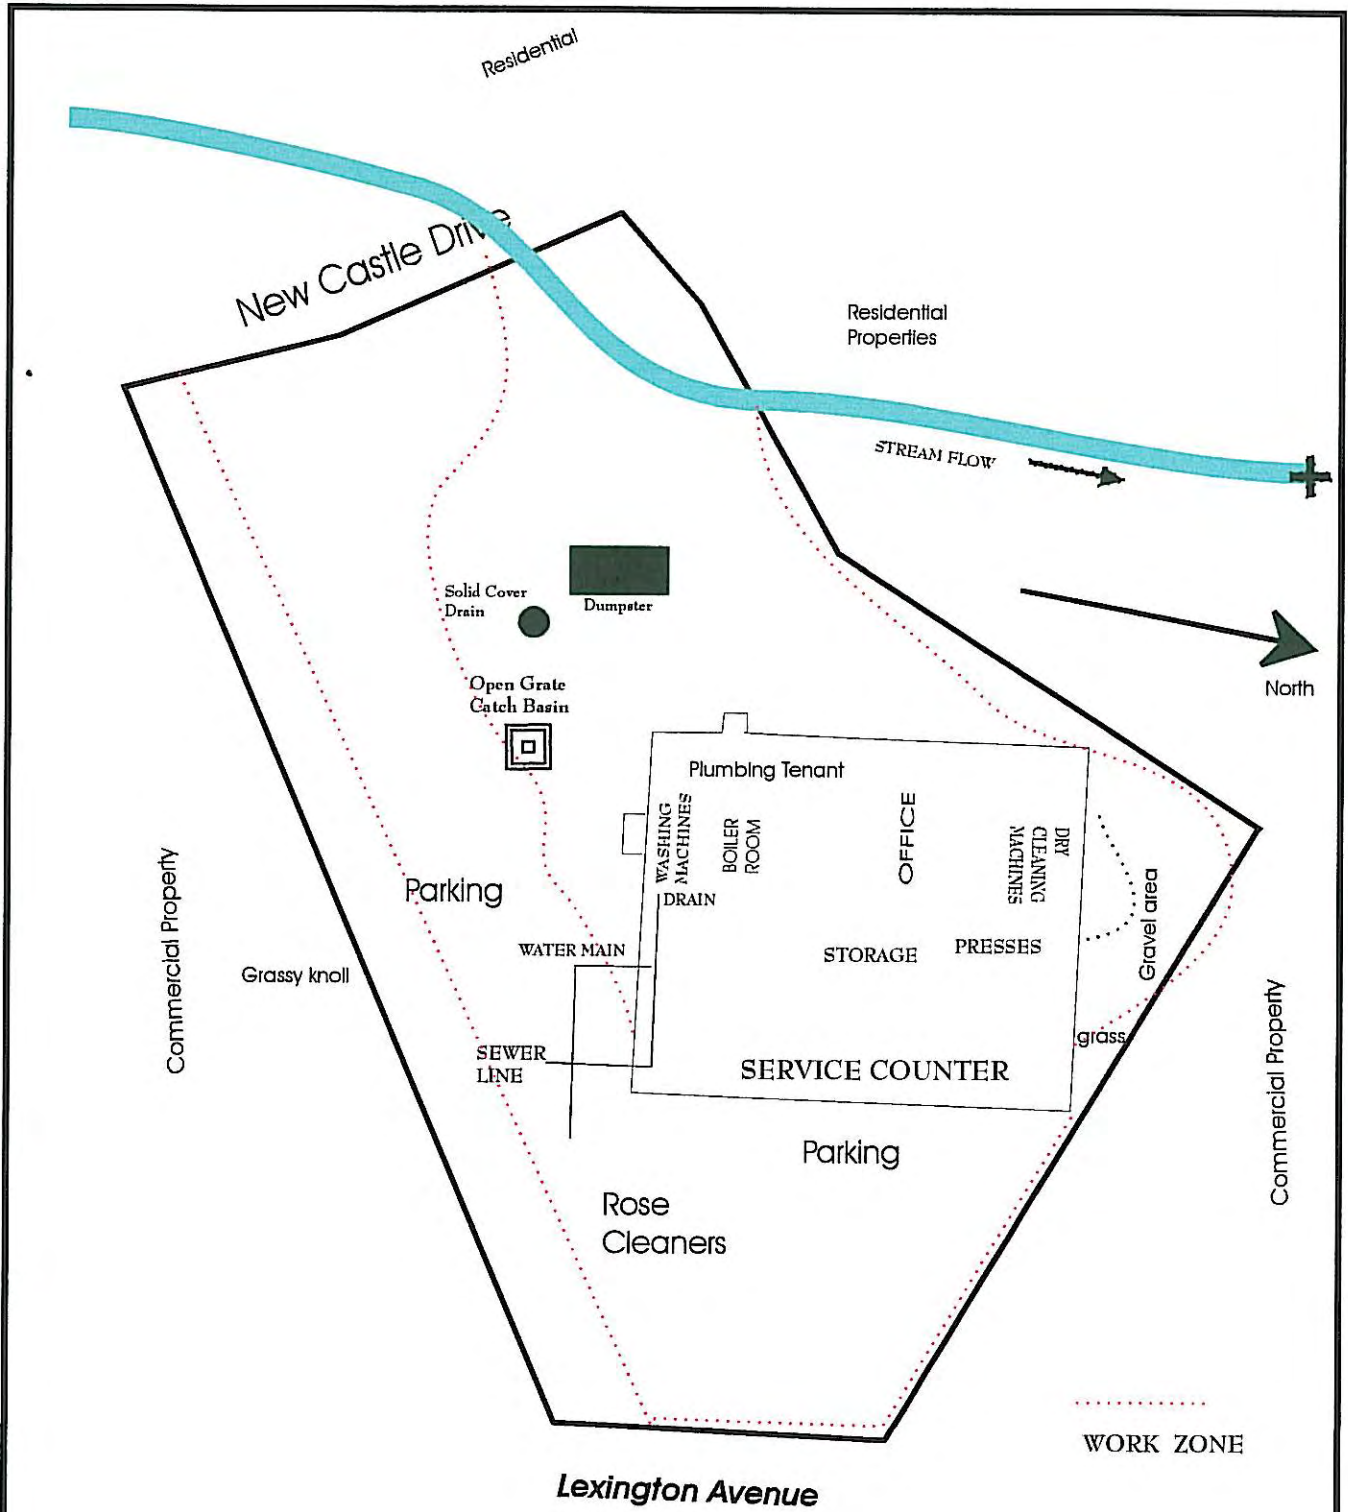 Residential
New Castle Drive
Residential
Properties
STREAM FLOW
Solid Cover
Drain
Dumpster
North
Open Grate
Catch Basin
Plumbing Tenant
WASHING
MACHINES
BOILER
ROOM
OFFICE
DRY
CLEANING
MACHINES
DRAIN
Parking
WATER MAIN
STORAGE
PRESSES
Gravel area
Commercial Property
Grassy knoll
grass
SEWER
LINE
SERVICE COUNTER
Commercial Property
Parking
Rose
Cleaners
WORK ZONE
Lexington Avenue